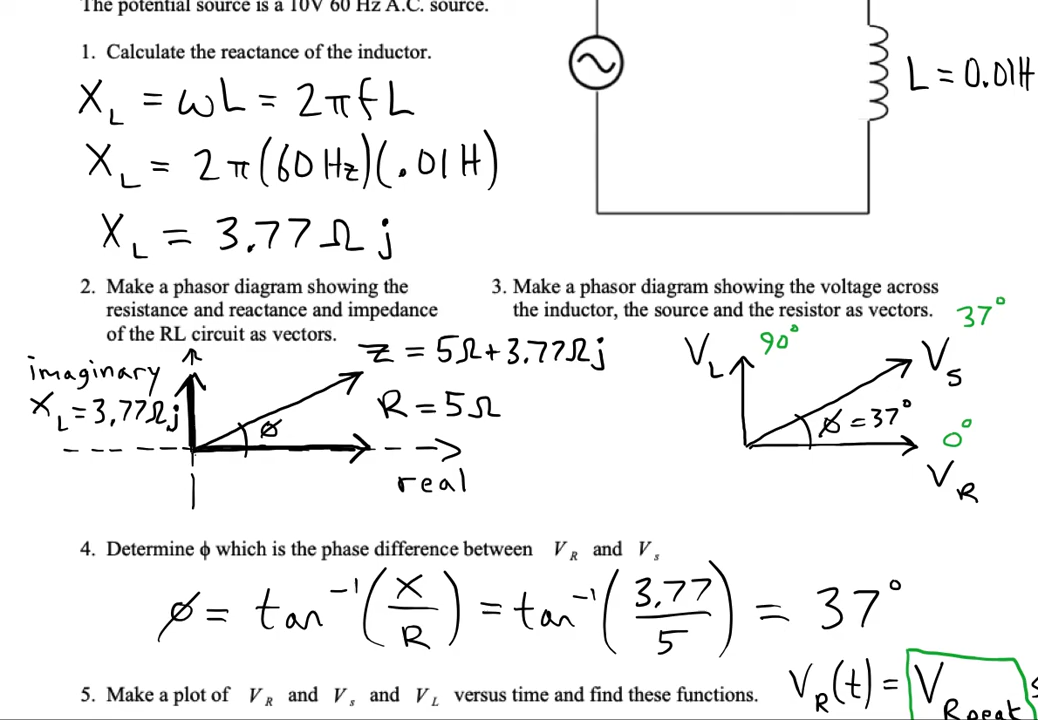 The potential source is a 10V 60 Hz A.C. source.
1. Calculate the reactance of the inductor.
X_L = ωL = 2πfL
X_L = 2π(60 Hz)(.01H)
X_L = 3.77Ω j
L = 0.01H
2. Make a phasor diagram showing the
resistance and reactance and impedance
of the RL circuit as vectors.
imaginary
X_L = 3.77Ωj
z = 5Ω+3.77Ωj
R = 5Ω
ø
real
3. Make a phasor diagram showing the voltage across
the inductor, the source and the resistor as vectors.
V_L
90°
37°
V_S
ø = 37°
0°
V_R
4. Determine ϕ which is the phase difference between V_R and V_s
ø = tan⁻¹(X/R) = tan⁻¹(3.77/5) = 37°
5. Make a plot of V_R and V_s and V_L versus time and find these functions.
V_R(t) = V_R peak